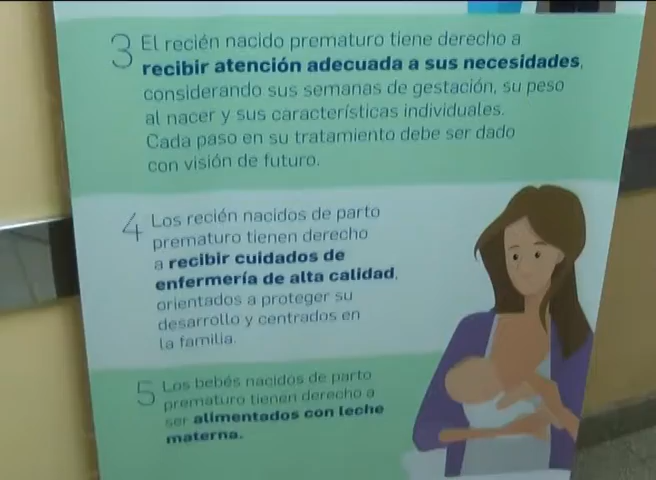 3 El recién nacido prematuro tiene derecho a
recibir atención adecuada a sus necesidades,
considerando sus semanas de gestación, su peso
al nacer y sus características individuales.
Cada paso en su tratamiento debe ser dado
con visión de futuro.
4 Los recién nacidos de parto
prematuro tienen derecho
a recibir cuidados de
enfermería de alta calidad,
orientados a proteger su
desarrollo y centrados en
la familia.
5 Los bebés nacidos de parto
prematuro tienen derecho a
ser alimentados con leche
materna.